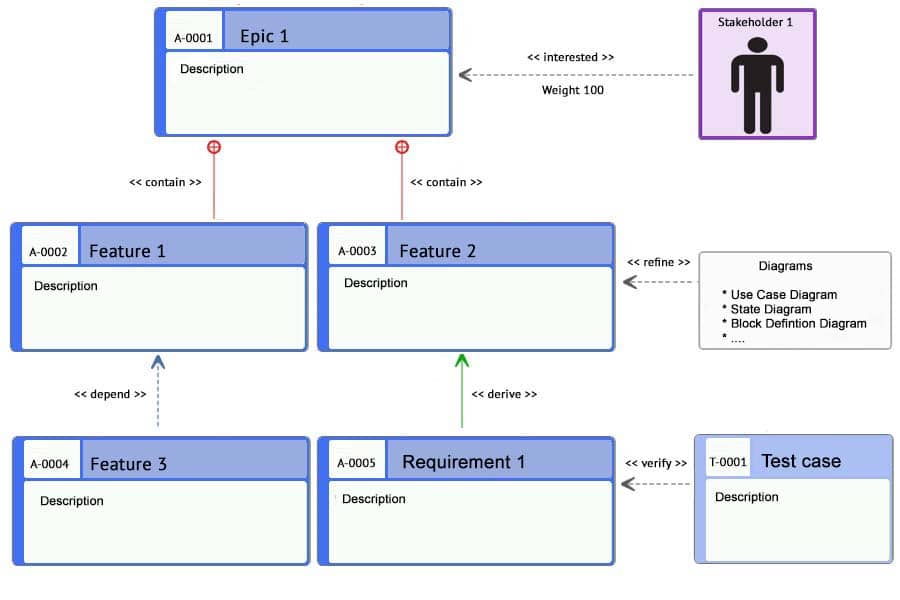 A-0001 Epic 1
Description
<< interested >>
Weight 100
Stakeholder 1
<< contain >>
<< contain >>
A-0002 Feature 1
Description
A-0003 Feature 2
Description
<< refine >>
Diagrams
* Use Case Diagram
* State Diagram
* Block Defintion Diagram
* ....
<< depend >>
<< derive >>
A-0004 Feature 3
Description
A-0005 Requirement 1
Description
<< verify >>
T-0001 Test case
Description